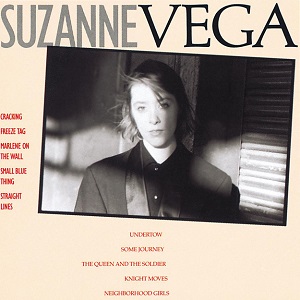 SUZANNE VEGA
CRACKING
FREEZE TAG
MARLENE ON
THE WALL
SMALL BLUE
THING
STRAIGHT
LINES
UNDERTOW
SOME JOURNEY
THE QUEEN AND THE SOLDIER
KNIGHT MOVES
NEIGHBORHOOD GIRLS